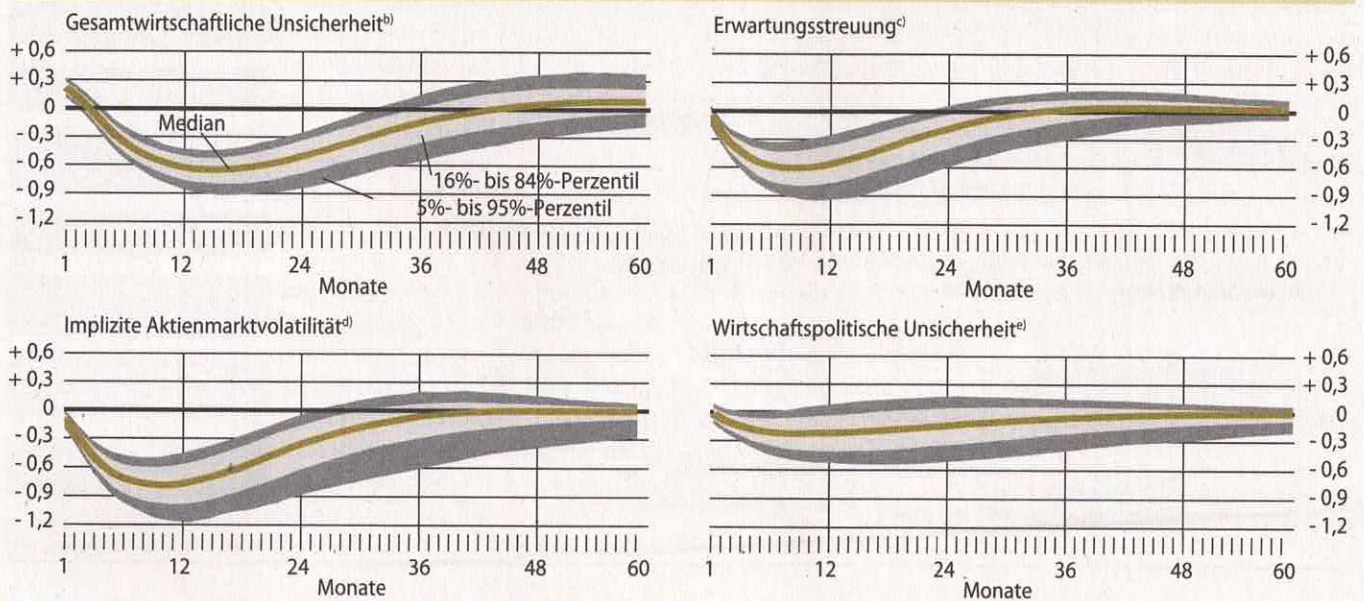 Gesamtwirtschaftliche Unsicherheit b)
+ 0,6
+ 0,3
0
- 0,3
- 0,6
- 0,9
- 1,2
Median
16%- bis 84%-Perzentil
5%- bis 95%-Perzentil
1 12 24 36 48 60
Monate
Erwartungsstreuung c)
+ 0,6
+ 0,3
0
- 0,3
- 0,6
- 0,9
- 1,2
1 12 24 36 48 60
Monate
Implizite Aktienmarktvolatilität d)
+ 0,6
+ 0,3
0
- 0,3
- 0,6
- 0,9
- 1,2
1 12 24 36 48 60
Monate
Wirtschaftspolitische Unsicherheit e)
+ 0,6
+ 0,3
0
- 0,3
- 0,6
- 0,9
- 1,2
1 12 24 36 48 60
Monate